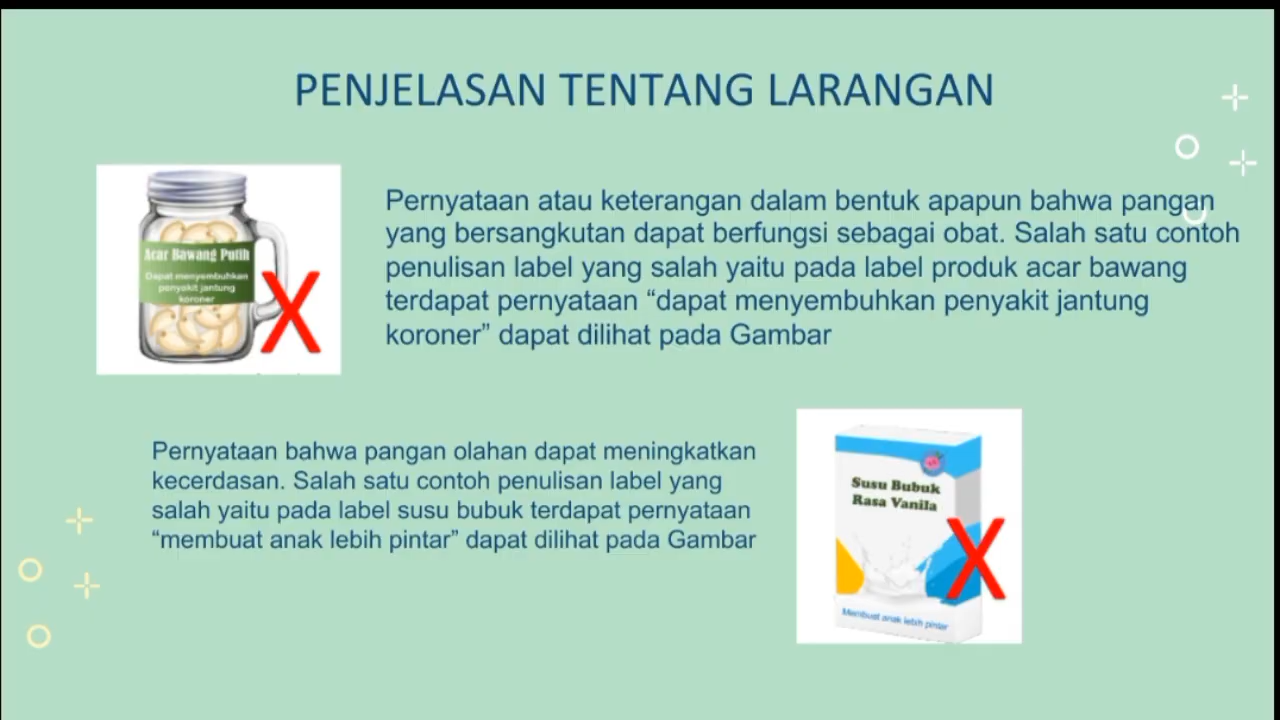 PENJELASAN TENTANG LARANGAN
Acar Bawang Putih
Dapat menyembuhkan
penyakit jantung
koroner
X
Pernyataan atau keterangan dalam bentuk apapun bahwa pangan
yang bersangkutan dapat berfungsi sebagai obat. Salah satu contoh
penulisan label yang salah yaitu pada label produk acar bawang
terdapat pernyataan “dapat menyembuhkan penyakit jantung
koroner” dapat dilihat pada Gambar
Pernyataan bahwa pangan olahan dapat meningkatkan
kecerdasan. Salah satu contoh penulisan label yang
salah yaitu pada label susu bubuk terdapat pernyataan
“membuat anak lebih pintar” dapat dilihat pada Gambar
Susu Bubuk
Rasa Vanila
X
Membuat anak lebih pintar